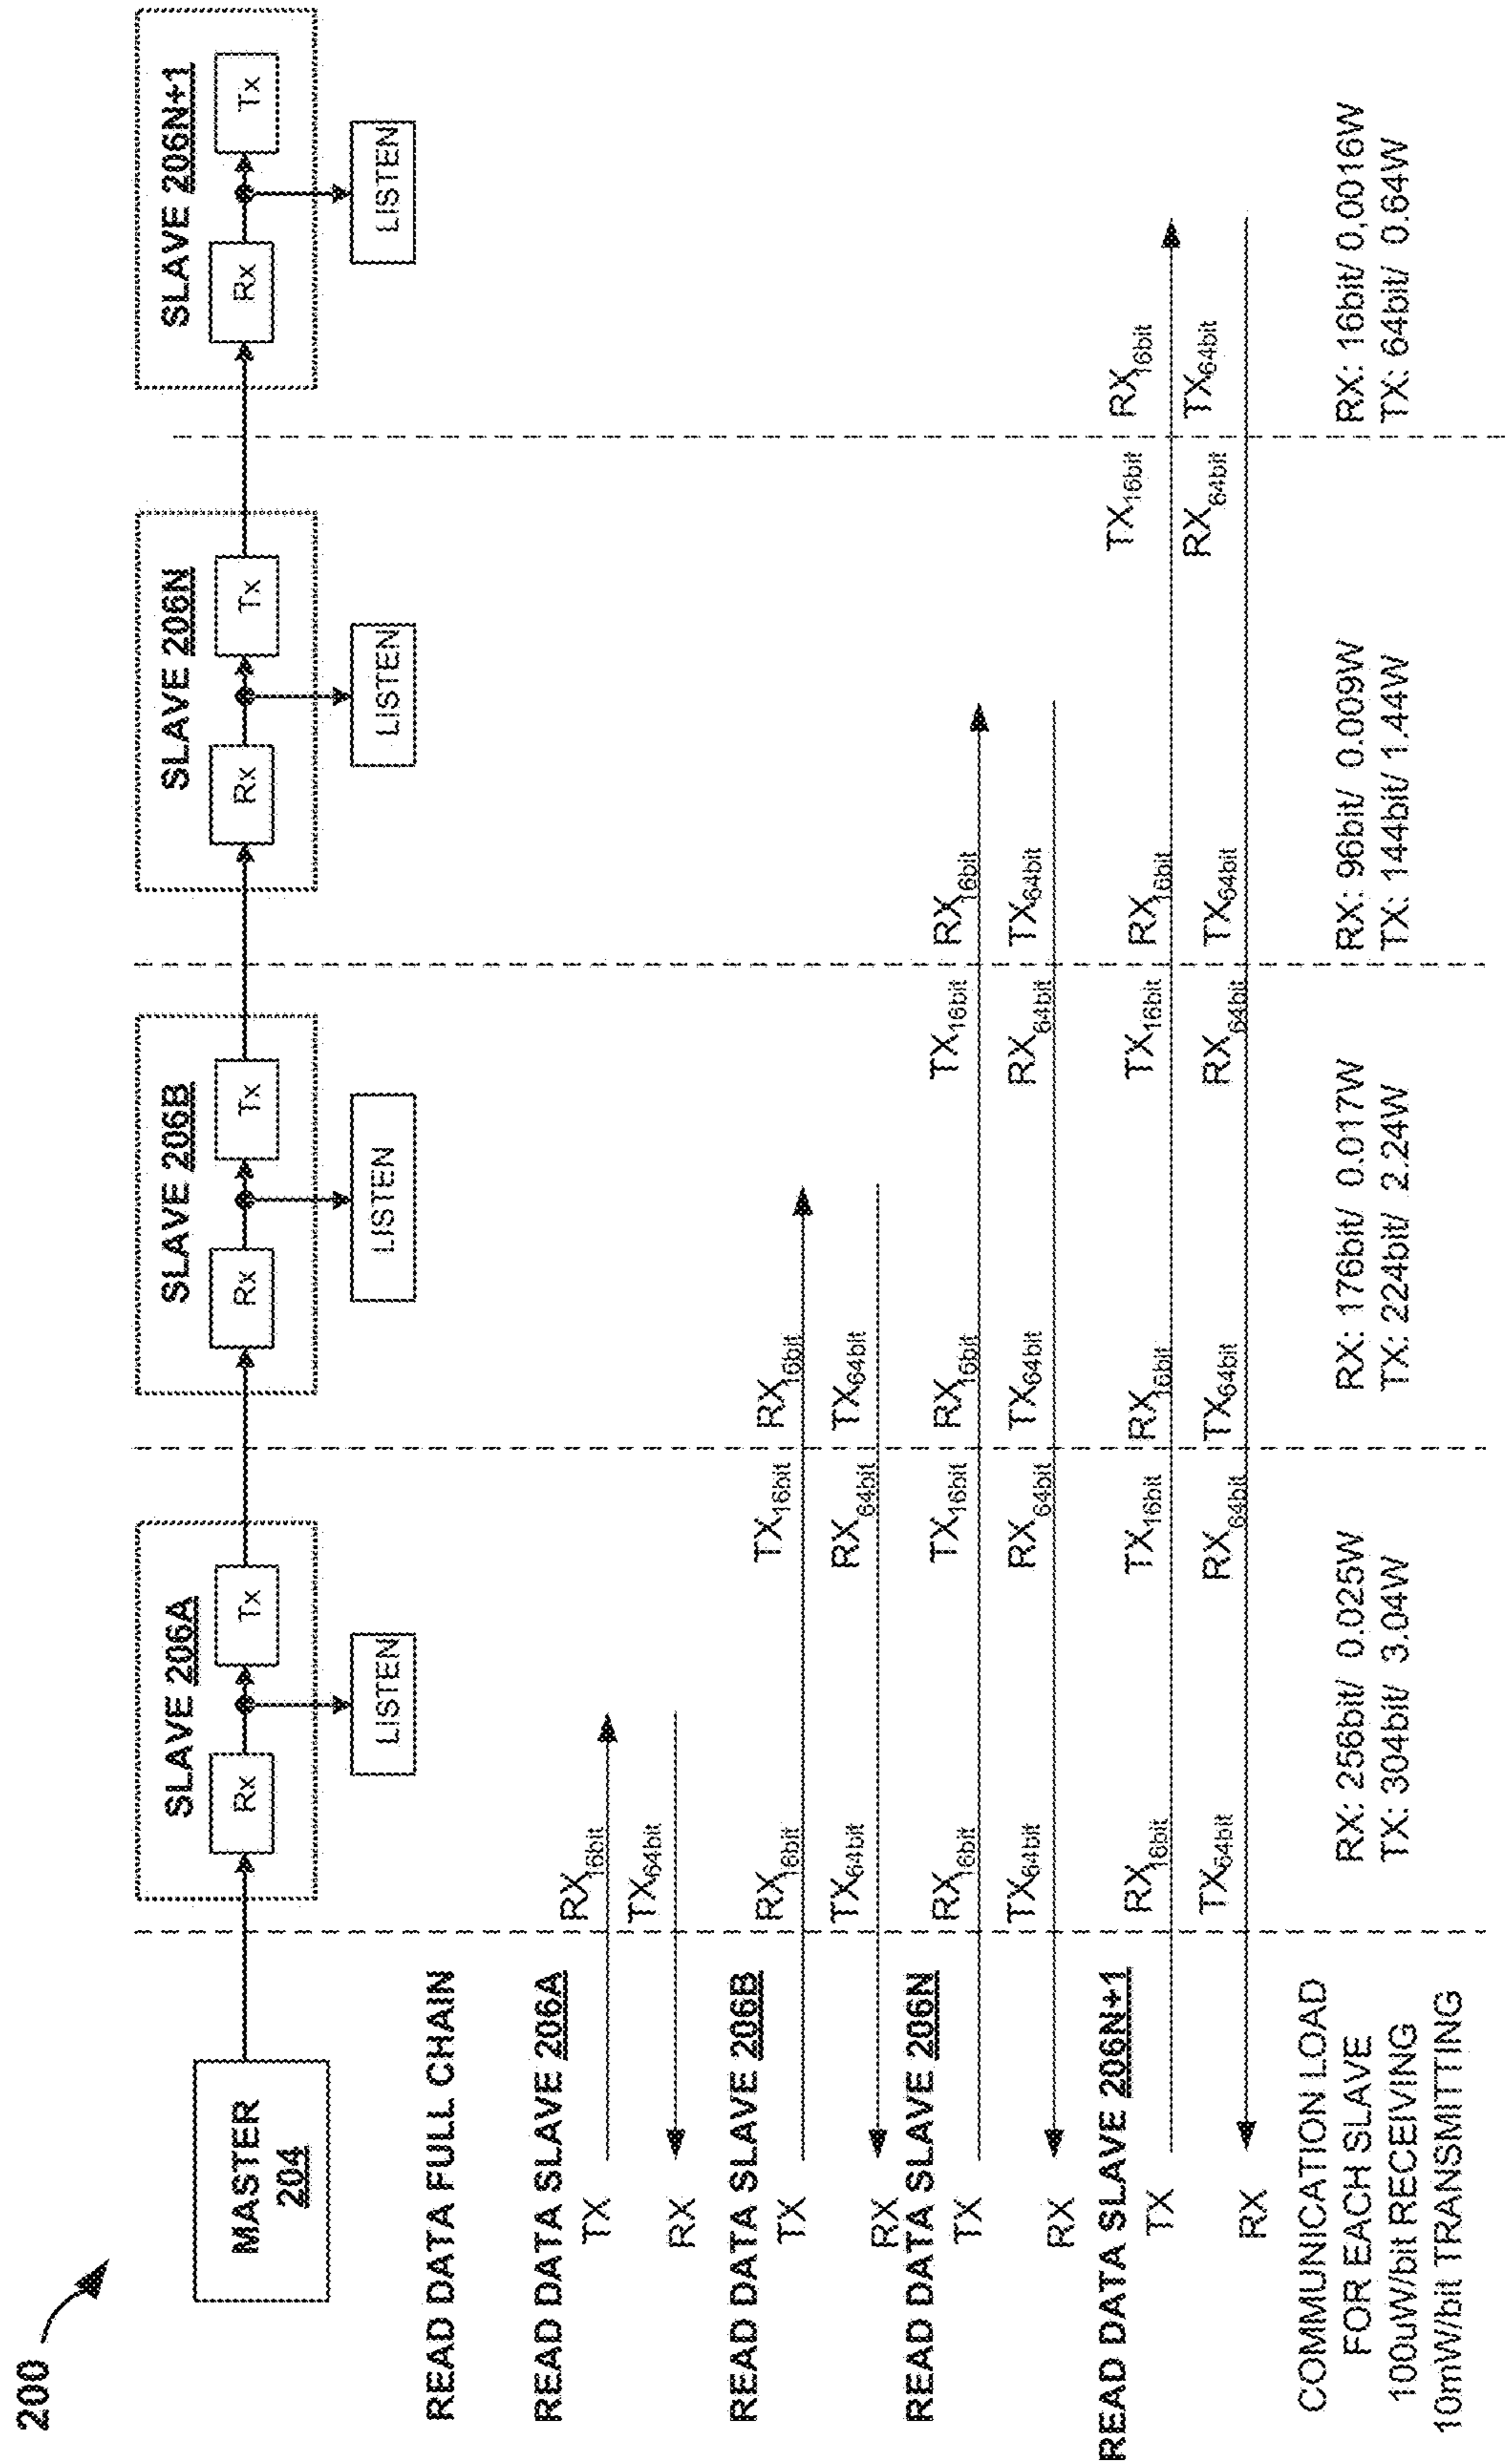 200
MASTER
204
SLAVE 206A
Rx
Tx
LISTEN
SLAVE 206B
Rx
Tx
LISTEN
SLAVE 206N
Rx
Tx
LISTEN
SLAVE 206N+1
Rx
Tx
LISTEN
READ DATA FULL CHAIN
READ DATA SLAVE 206A
TX
RX16bit
RX
TX64bit
READ DATA SLAVE 206B
TX
RX16bit
TX16bit
RX16bit
RX
TX64bit
RX64bit
TX64bit
READ DATA SLAVE 206N
TX
RX16bit
TX16bit
RX16bit
TX16bit
RX16bit
RX
TX64bit
RX64bit
TX64bit
RX64bit
TX64bit
READ DATA SLAVE 206N+1
TX
RX16bit
TX16bit
RX16bit
TX16bit
RX16bit
TX16bit
RX16bit
RX
TX64bit
RX64bit
TX64bit
RX64bit
TX64bit
RX64bit
TX64bit
COMMUNICATION LOAD
FOR EACH SLAVE
100uW/bit RECEIVING
10mW/bit TRANSMITTING
RX: 256bit/ 0.025W
TX: 304bit/ 3.04W
RX: 176bit/ 0.017W
TX: 224bit/ 2.24W
RX: 96bit/ 0.009W
TX: 144bit/ 1.44W
RX: 16bit/ 0,0016W
TX: 64bit/ 0.64W